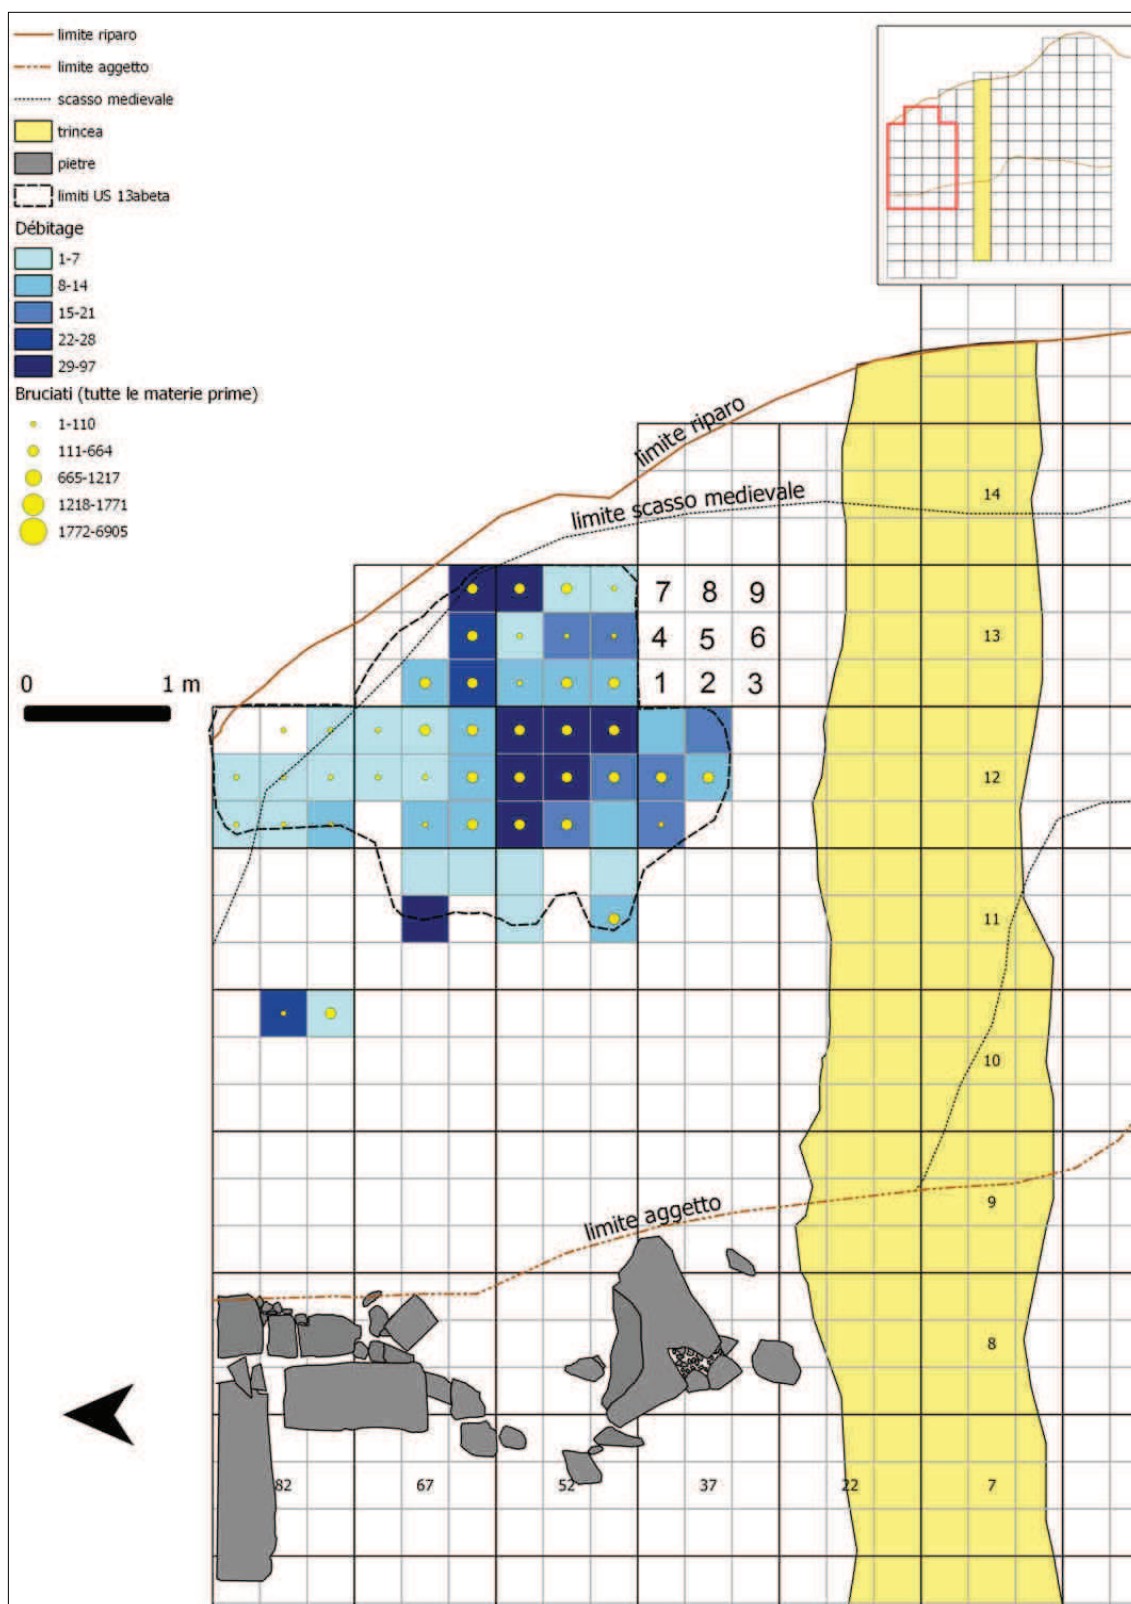 limite riparo
limite aggetto
scasso medievale
trincea
pietre
limiti US 13abeta
Débitage
1-7
8-14
15-21
22-28
29-97
Bruciati (tutte le materie prime)
1-110
111-664
665-1217
1218-1771
1772-6905
limite riparo
limite scasso medievale
14
7 8 9
4 5 6
13
1 2 3
0 1 m
12
11
10
limite aggetto
9
8
82 67 52 37 22 7